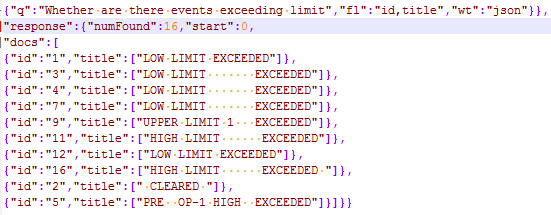 {"q":"Whether are there events exceeding limit","fl":"id,title","wt":"json"}},
"response":{"numFound":16,"start":0,
"docs":[
{"id":"1","title":["LOW LIMIT EXCEEDED"]},
{"id":"3","title":["LOW LIMIT       EXCEEDED"]},
{"id":"4","title":["LOW LIMIT       EXCEEDED"]},
{"id":"7","title":["LOW LIMIT       EXCEEDED"]},
{"id":"9","title":["UPPER LIMIT 1   EXCEEDED"]},
{"id":"11","title":["HIGH LIMIT      EXCEEDED"]},
{"id":"12","title":["LOW LIMIT EXCEEDED"]},
{"id":"16","title":["HIGH LIMIT      EXCEEDED "]},
{"id":"2","title":[" CLEARED "]},
{"id":"5","title":["PRE  OP-1 HIGH  EXCEEDED"]}]}}